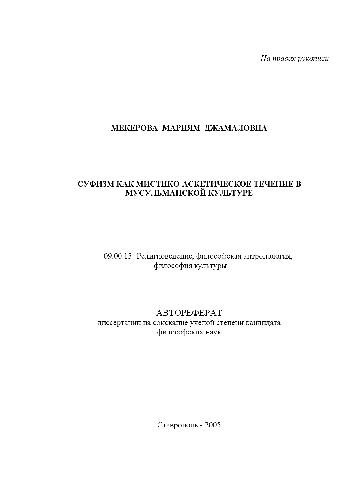 На правах рукописи
МЕКЕРОВА МАРИЯМ ДЖАМАЛОВНА
СУФИЗМ КАК МИСТИКО-АСКЕТИЧЕСКОЕ ТЕЧЕНИЕ В
МУСУЛЬМАНСКОЙ КУЛЬТУРЕ
09.00.13 - Религиоведение, философская антропология,
философия культуры
АВТОРЕФЕРАТ
диссертации на соискание ученой степени кандидата
философских наук
Ставрополь - 2005